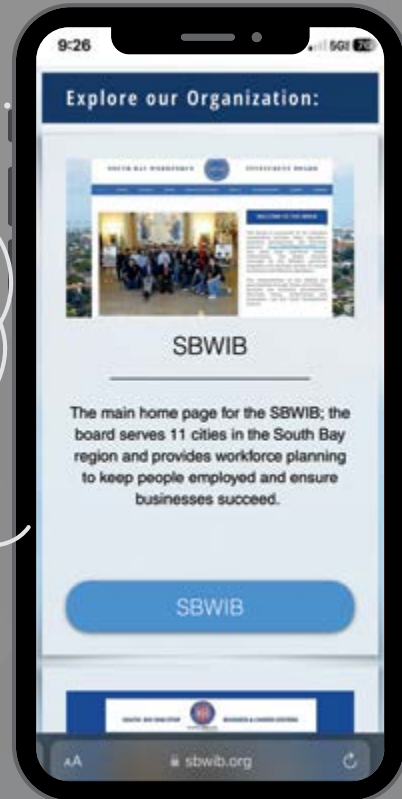 9:26
5G
Explore our Organization:
SOUTH BAY WORKFORCE INVESTMENT BOARD
SBWIB
The main home page for the SBWIB; the
board serves 11 cities in the South Bay
region and provides workforce planning
to keep people employed and ensure
businesses succeed.
SBWIB
SOUTH BAY ONE-STOP BUSINESS & CAREER CENTERS
AA
sbwib.org